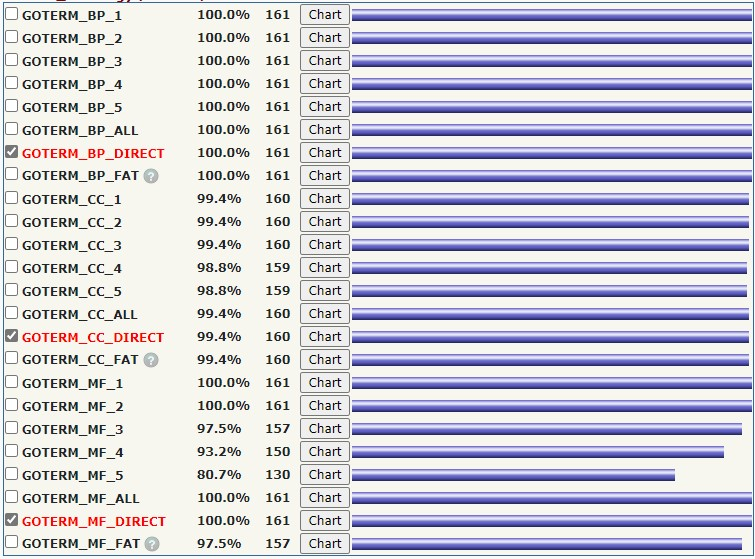 GOTERM_BP_1 100.0% 161 Chart
GOTERM_BP_2 100.0% 161 Chart
GOTERM_BP_3 100.0% 161 Chart
GOTERM_BP_4 100.0% 161 Chart
GOTERM_BP_5 100.0% 161 Chart
GOTERM_BP_ALL 100.0% 161 Chart
GOTERM_BP_DIRECT 100.0% 161 Chart
GOTERM_BP_FAT ? 100.0% 161 Chart
GOTERM_CC_1 99.4% 160 Chart
GOTERM_CC_2 99.4% 160 Chart
GOTERM_CC_3 99.4% 160 Chart
GOTERM_CC_4 98.8% 159 Chart
GOTERM_CC_5 98.8% 159 Chart
GOTERM_CC_ALL 99.4% 160 Chart
GOTERM_CC_DIRECT 99.4% 160 Chart
GOTERM_CC_FAT ? 99.4% 160 Chart
GOTERM_MF_1 100.0% 161 Chart
GOTERM_MF_2 100.0% 161 Chart
GOTERM_MF_3 97.5% 157 Chart
GOTERM_MF_4 93.2% 150 Chart
GOTERM_MF_5 80.7% 130 Chart
GOTERM_MF_ALL 100.0% 161 Chart
GOTERM_MF_DIRECT 100.0% 161 Chart
GOTERM_MF_FAT ? 97.5% 157 Chart